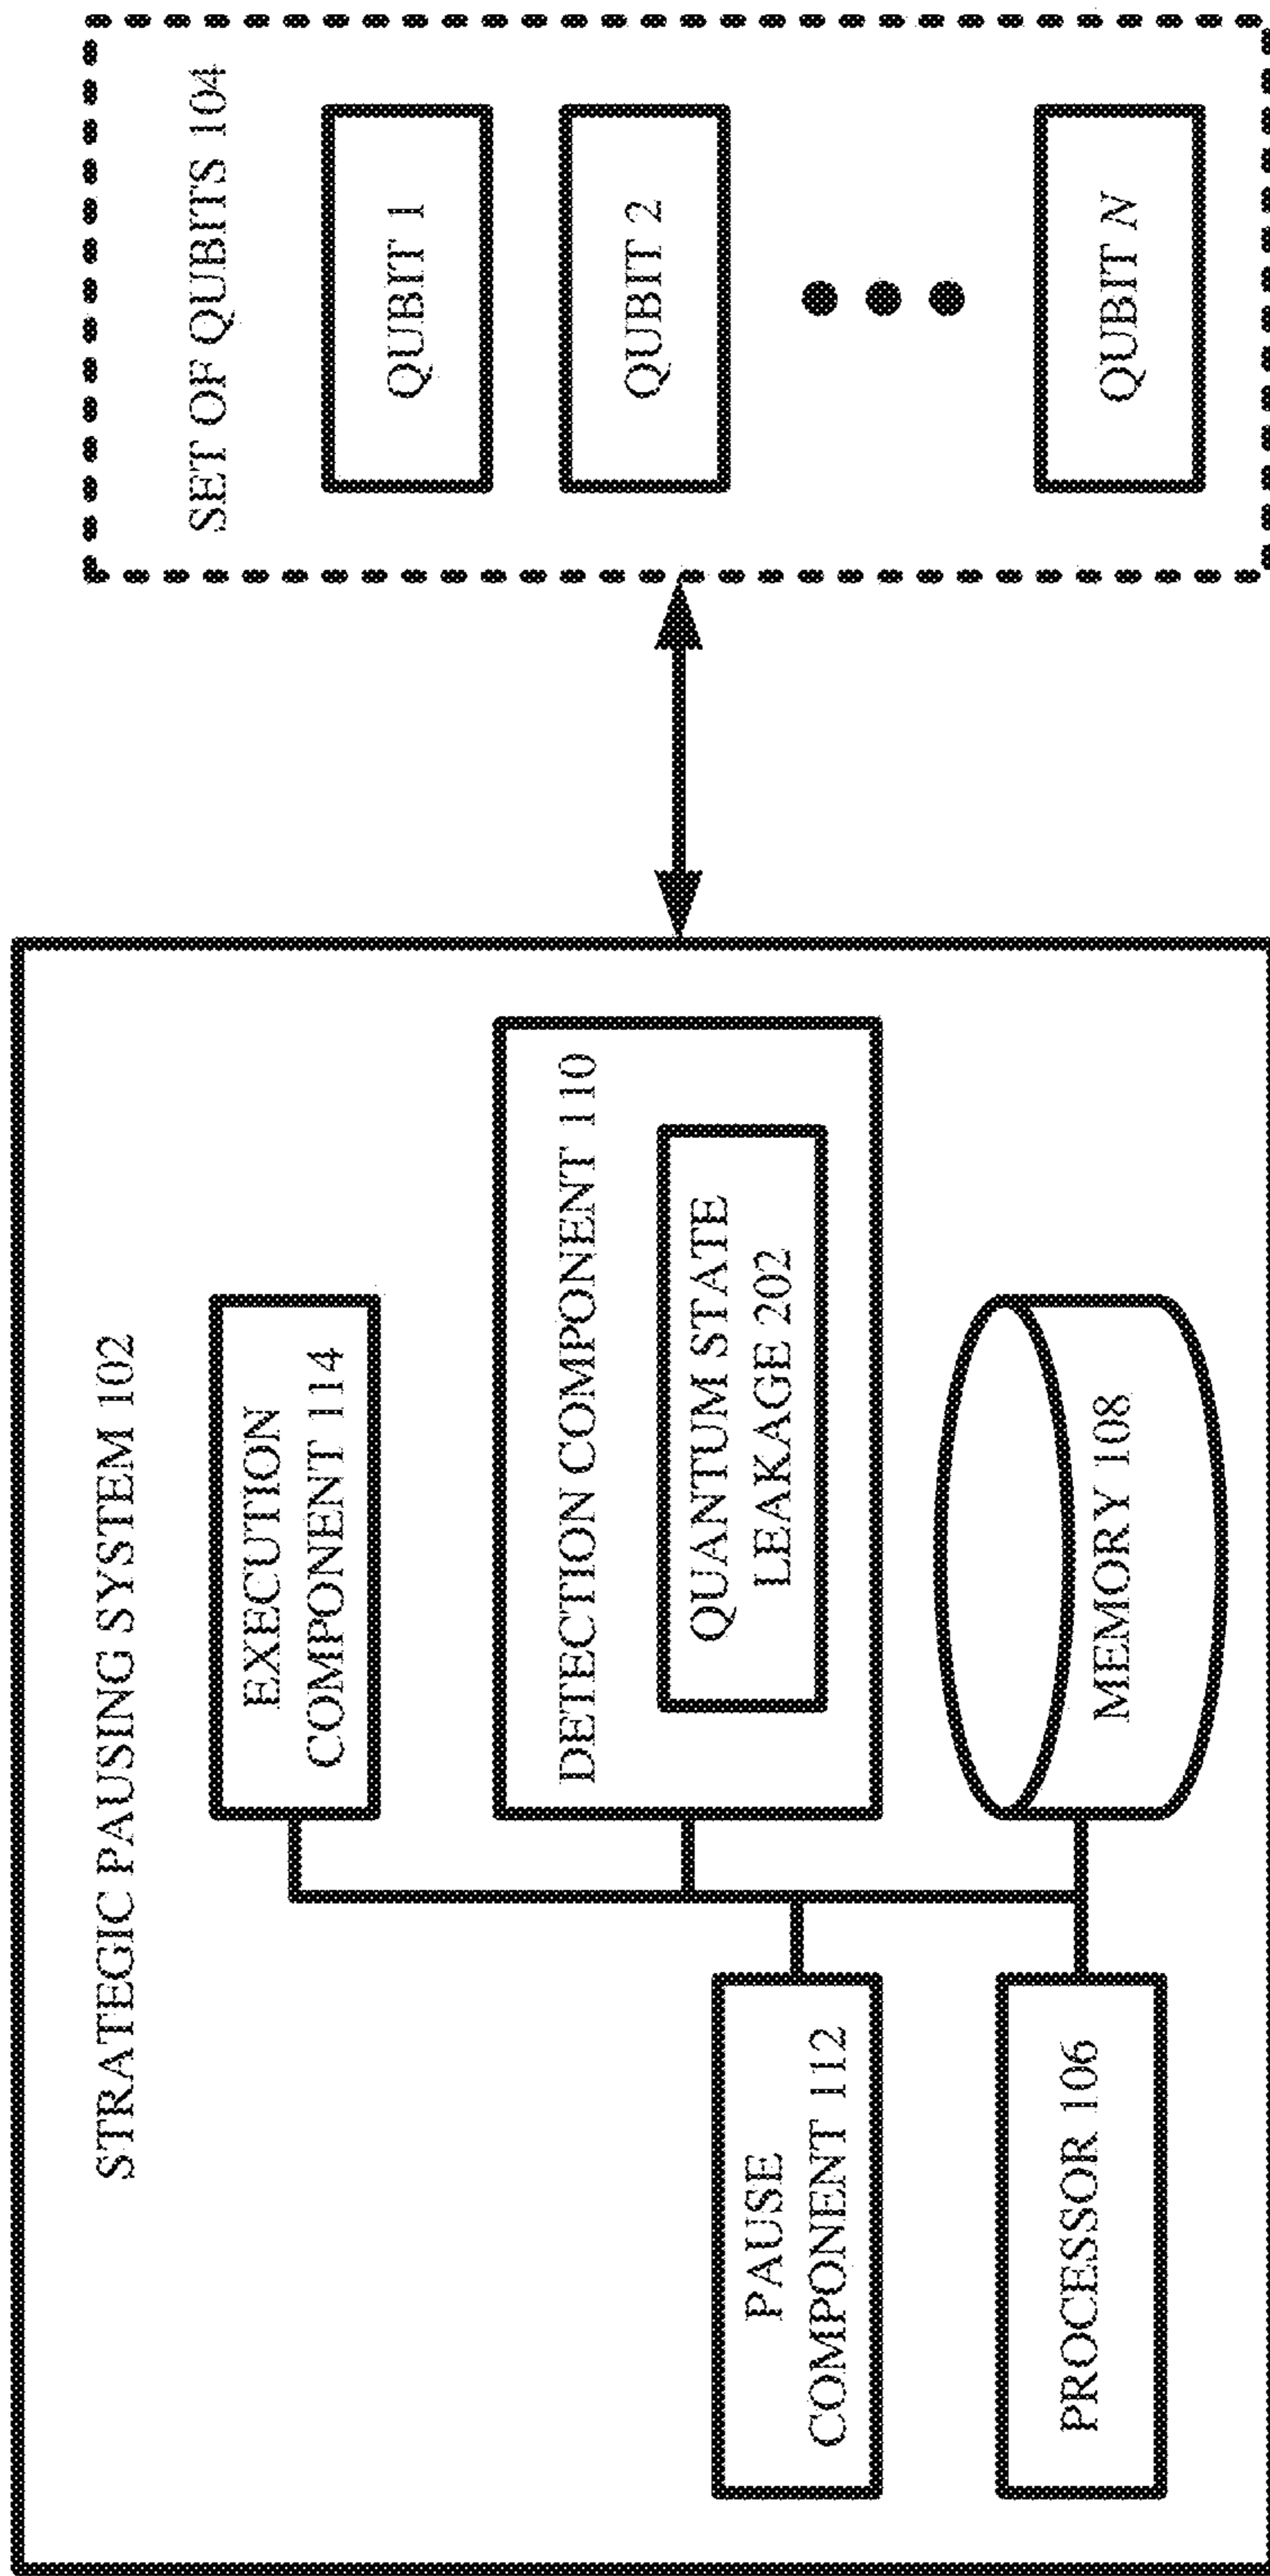 STRATEGIC PAUSING SYSTEM 102
EXECUTION
COMPONENT 114
DETECTION COMPONENT 110
QUANTUM STATE
LEAKAGE 202
PAUSE
COMPONENT 112
PROCESSOR 106
MEMORY 108
SET OF QUBITS 104
QUBIT 1
QUBIT 2
QUBIT N